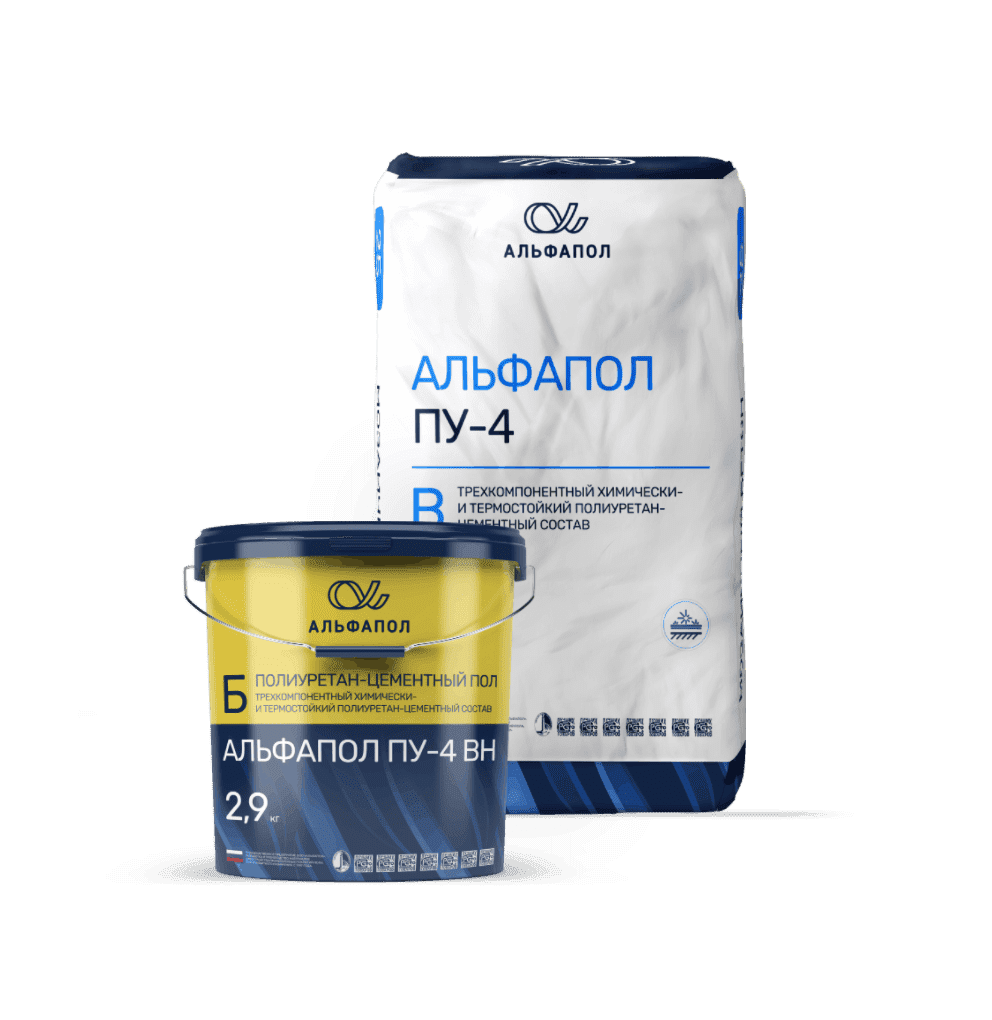 АЛЬФАПОЛ
АЛЬФАПОЛ
ПУ-4
В
ТРЕХКОМПОНЕНТНЫЙ ХИМИЧЕСКИ-
И ТЕРМОСТОЙКИЙ ПОЛИУРЕТАН-
ЦЕМЕНТНЫЙ СОСТАВ
АЛЬФАПОЛ
Б
ПОЛИУРЕТАН-ЦЕМЕНТНЫЙ ПОЛ
ТРЕХКОМПОНЕНТНЫЙ ХИМИЧЕСКИ-
И ТЕРМОСТОЙКИЙ ПОЛИУРЕТАН-ЦЕМЕНТНЫЙ СОСТАВ
АЛЬФАПОЛ ПУ-4 ВН
2,9 кг